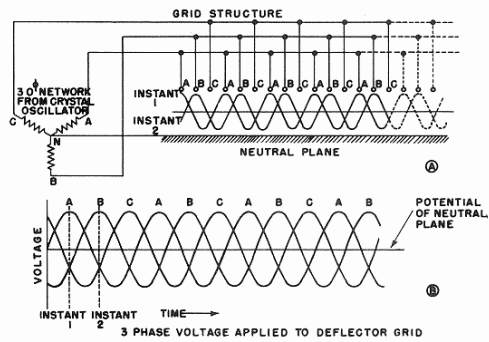 GRID STRUCTURE
A B C A B C A B C A B C A B C
3 Ø NETWORK
FROM CRYSTAL
OSCILLATOR
C A
N
B
INSTANT
1
INSTANT
2
NEUTRAL PLANE
A
A B C A B C A B C A B
VOLTAGE
POTENTIAL
OF NEUTRAL
PLANE
B
INSTANT
1
INSTANT
2
TIME
3 PHASE VOLTAGE APPLIED TO DEFLECTOR GRID